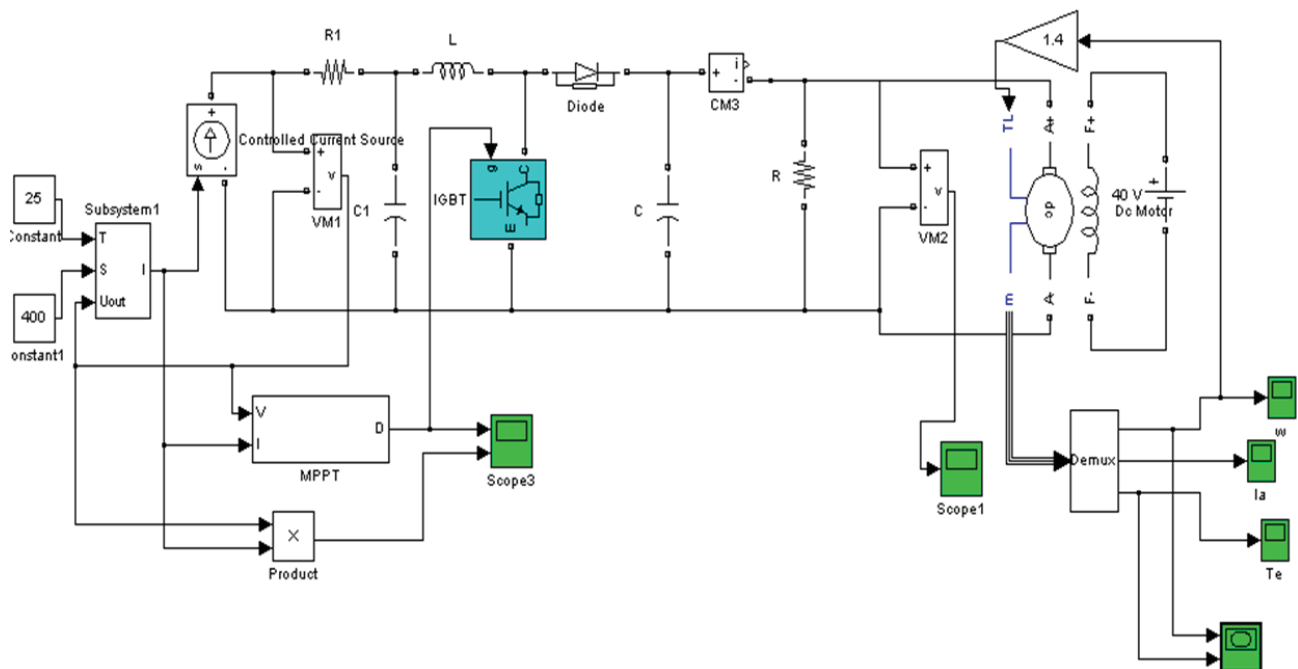 1.4
R1
L
Diode
+
i
-
CM3
+
s
-
Controlled Current Source
+
v
-
VM1
C1
g
C
E
IGBT
C
R
+
v
-
VM2
TL
A+
F+
m
A-
F-
dc
+
40 V
Dc Motor
25
Constant
Subsystem1
T
S
I
Uout
400
onstant1
V
D
I
MPPT
Scope3
X
Product
Scope1
Demux
w
Ia
Te